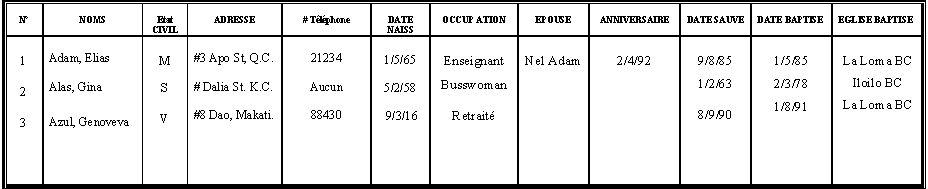 N° NOMS Etat CIVIL ADRESSE # Téléphone DATE NAISS OCCUPATION EPOUSE ANNIVERSAIRE DATE SAUVE DATE BAPTISE EGLISE BAPTISE
1 Adam, Elias M #3 Apo St, Q.C. 21234 1/5/65 Enseignant Nel Adam 2/4/92 9/8/85 1/5/85 La Loma BC
2 Alas, Gina S # Dalia St. K.C. Aucun 5/2/58 Busswoman 1/2/63 2/3/78 Iloilo BC
3 Azul, Genoveva V #8 Dao, Makati. 88430 9/3/16 Retraité 8/9/90 1/8/91 La Loma BC